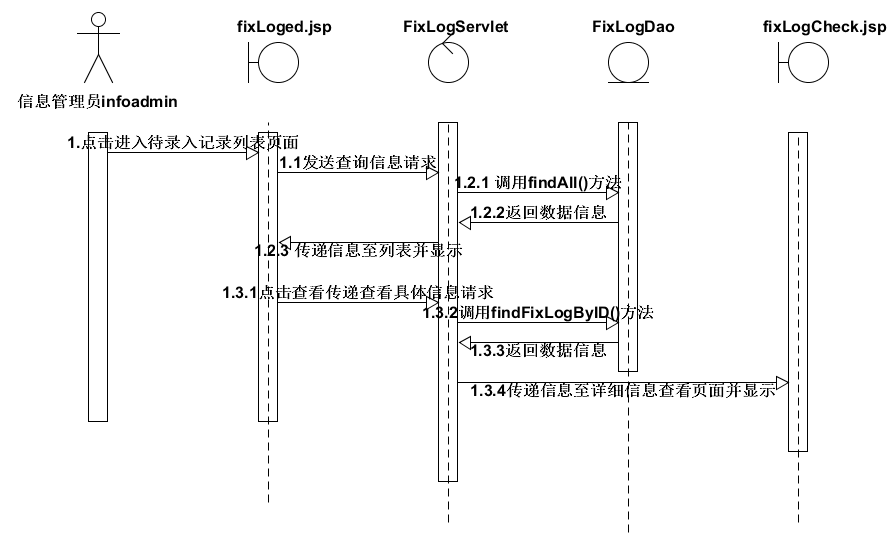 fixLoged.jsp
FixLogServlet
FixLogDao
fixLogCheck.jsp
信息管理员infoadmin
1.点击进入待录入记录列表页面
1.1发送查询信息请求
1.2.1 调用findAll()方法
1.2.2返回数据信息
1.2.3 传递信息至列表并显示
1.3.1点击查看传递查看具体信息请求
1.3.2调用findFixLogByID()方法
1.3.3返回数据信息
1.3.4传递信息至详细信息查看页面并显示